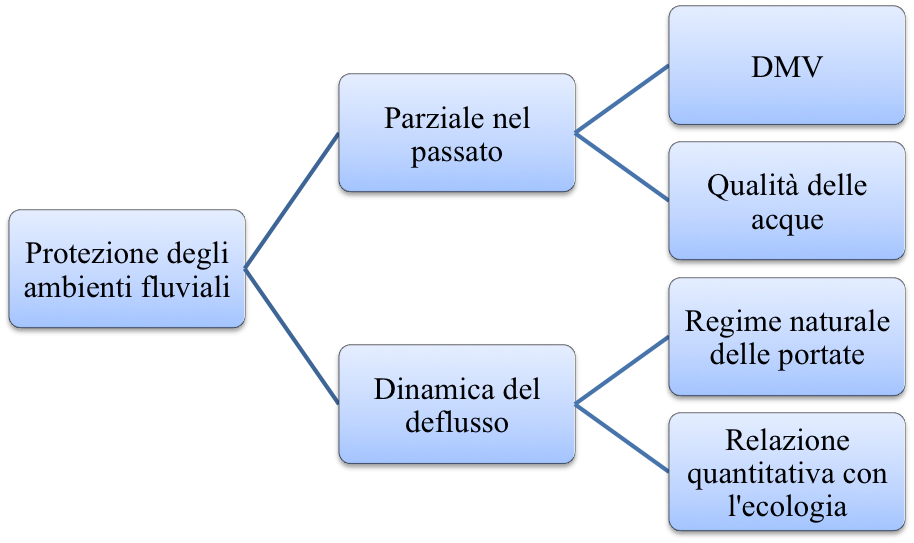 Protezione degli
ambienti fluviali
Parziale nel
passato
DMV
Qualità delle
acque
Dinamica del
deflusso
Regime naturale
delle portate
Relazione
quantitativa con
l'ecologia